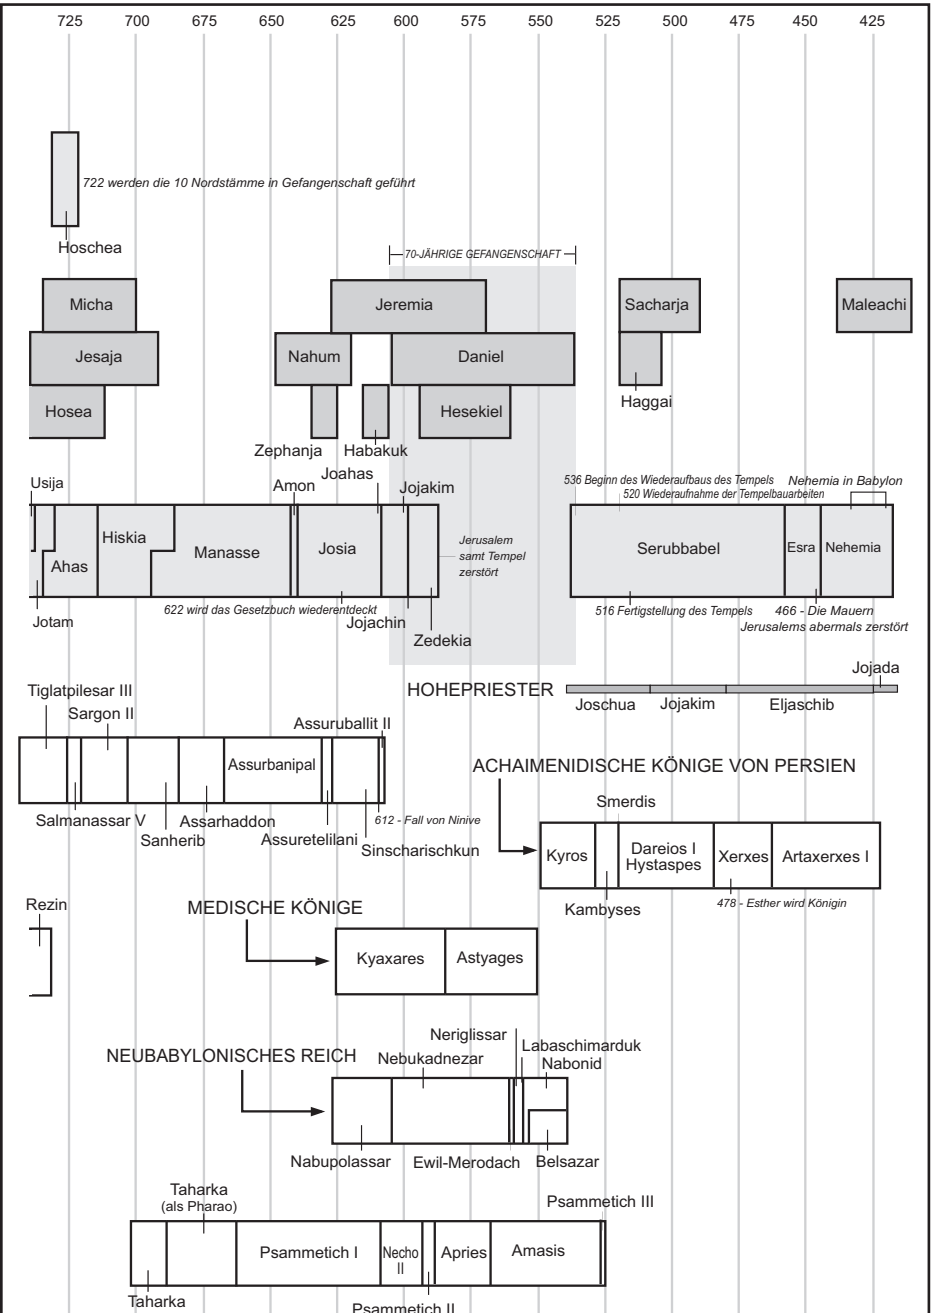 725 700 675 650 625 600 575 550 525 500 475 450 425
722 werden die 10 Nordstämme in Gefangenschaft geführt
Hoschea
70-JÄHRIGE GEFANGENSCHAFT
Micha
Jeremia
Sacharja
Maleachi
Jesaja
Nahum
Daniel
Haggai
Hosea
Hesekiel
Zephanja
Habakuk
Usija
Amon
Joahas
Jojakim
536 Beginn des Wiederaufbaus des Tempels
520 Wiederaufnahme der Tempelbauarbeiten
Nehemia in Babylon
Ahas
Hiskia
Manasse
Josia
Jerusalem
samt Tempel
zerstört
Serubbabel
Esra
Nehemia
Jotam
622 wird das Gesetzbuch wiederentdeckt
Jojachin
Zedekia
516 Fertigstellung des Tempels
466 - Die Mauern
Jerusalems abermals zerstört
HOHEPRIESTER
Joschua
Jojakim
Eljaschib
Jojada
Tiglatpilesar III
Sargon II
Assuruballit II
Assurbanipal
Salmanassar V
Sanherib
Assarhaddon
Assuretelilani
612 - Fall von Ninive
Sinscharischkun
ACHAIMENIDISCHE KÖNIGE VON PERSIEN
Smerdis
Kyros
Dareios I
Hystaspes
Xerxes
Artaxerxes I
Kambyses
478 - Esther wird Königin
Rezin
MEDISCHE KÖNIGE
Kyaxares
Astyages
NEUBABYLONISCHES REICH
Neriglissar
Nebukadnezar
Labaschimarduk
Nabonid
Nabupolassar
Ewil-Merodach
Belsazar
Taharka
(als Pharao)
Psammetich III
Psammetich I
Necho
II
Apries
Amasis
Taharka
Psammetich II